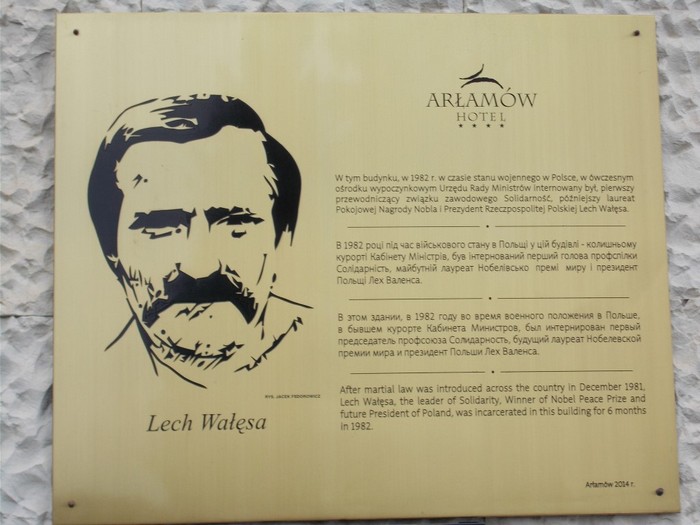 ARŁAMÓW
HOTEL
W tym budynku, w 1982 r. w czasie stanu wojennego w Polsce, w ówczesnym
ośrodku wypoczynkowym Urzędu Rady Ministrów internowany był, pierwszy
przewodniczący związku zawodowego Solidarność, późniejszy laureat
Pokojowej Nagrody Nobla i Prezydent Rzeczpospolitej Polskiej Lech Wałęsa.
В 1982 році під час військового стану в Польщі у цій будівлі - колишньому
курорті Кабінету Міністрів, був інтернований перший голова профспілки
Солідарність, майбутній лауреат Нобелівсько премі миру і президент
Польщі Лех Валенса.
В этом здании, в 1982 году во время военного положения в Польше,
в бывшем курорте Кабинета Министров, был интернирован первый
председатель профсоюза Солидарность, будущий лауреат Нобелевской
премии мира и президент Польши Лех Валенса.
After martial law was introduced across the country in December 1981,
Lech Wałęsa, the leader of Solidarity, Winner of Nobel Peace Prize and
future President of Poland, was incarcerated in this building for 6 months
in 1982.
RYS. JACEK FEDOROWICZ
Lech Wałęsa
Arłamów 2014 r.